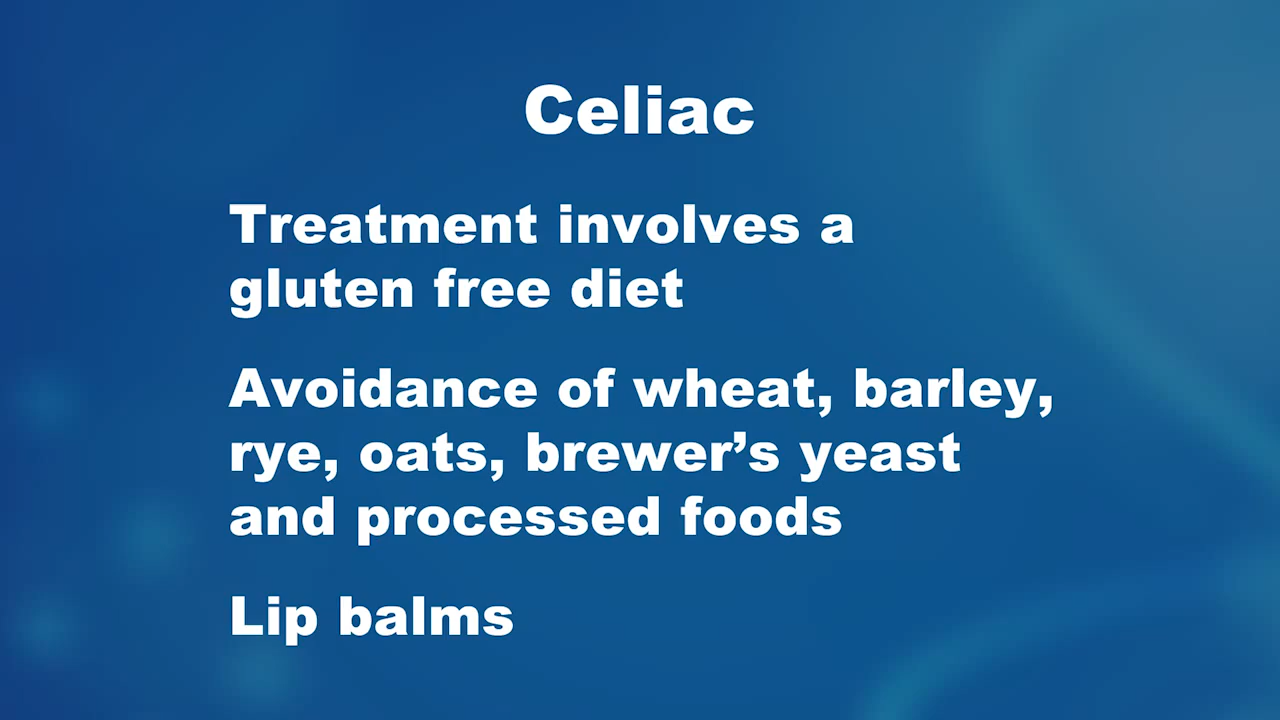 Celiac
Treatment involves a
gluten free diet
Avoidance of wheat, barley,
rye, oats, brewer’s yeast
and processed foods
Lip balms